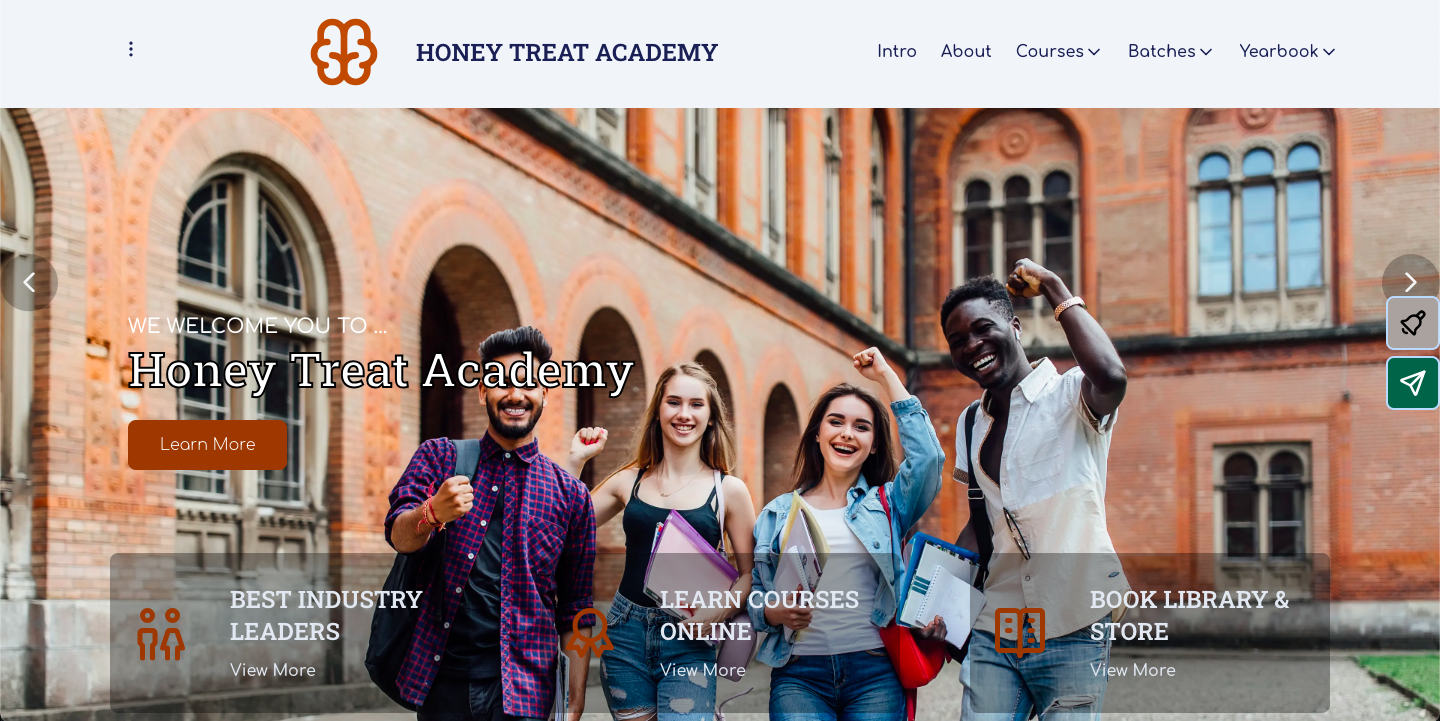 HONEY TREAT ACADEMY
Intro
About
Courses
Batches
Yearbook
WE WELCOME YOU TO ...
Honey Treat Academy
Learn More
BEST INDUSTRY
LEADERS
View More
LEARN COURSES
ONLINE
View More
BOOK LIBRARY &
STORE
View More